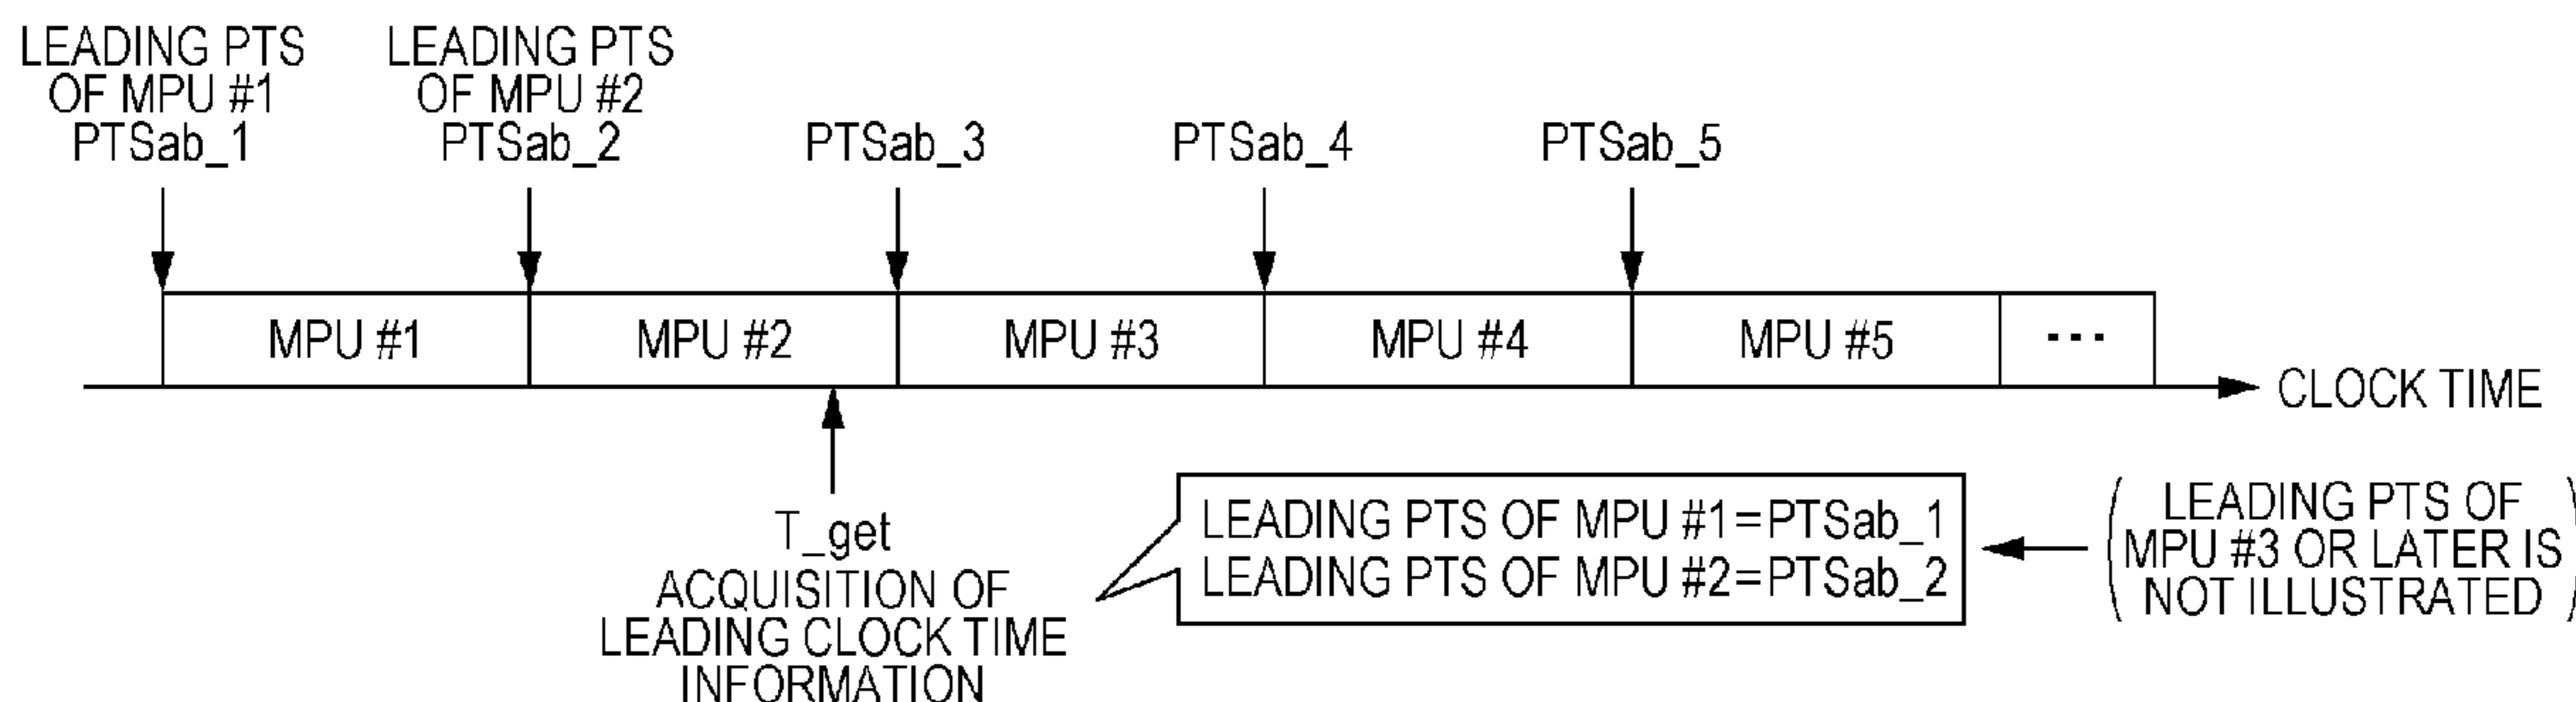 LEADING PTS
OF MPU #1
PTSab_1
LEADING PTS
OF MPU #2
PTSab_2
PTSab_3
PTSab_4
PTSab_5
MPU #1
MPU #2
MPU #3
MPU #4
MPU #5
...
CLOCK TIME
T_get
ACQUISITION OF
LEADING CLOCK TIME
INFORMATION
LEADING PTS OF MPU #1=PTSab_1
LEADING PTS OF MPU #2=PTSab_2
(LEADING PTS OF
MPU #3 OR LATER IS
NOT ILLUSTRATED)